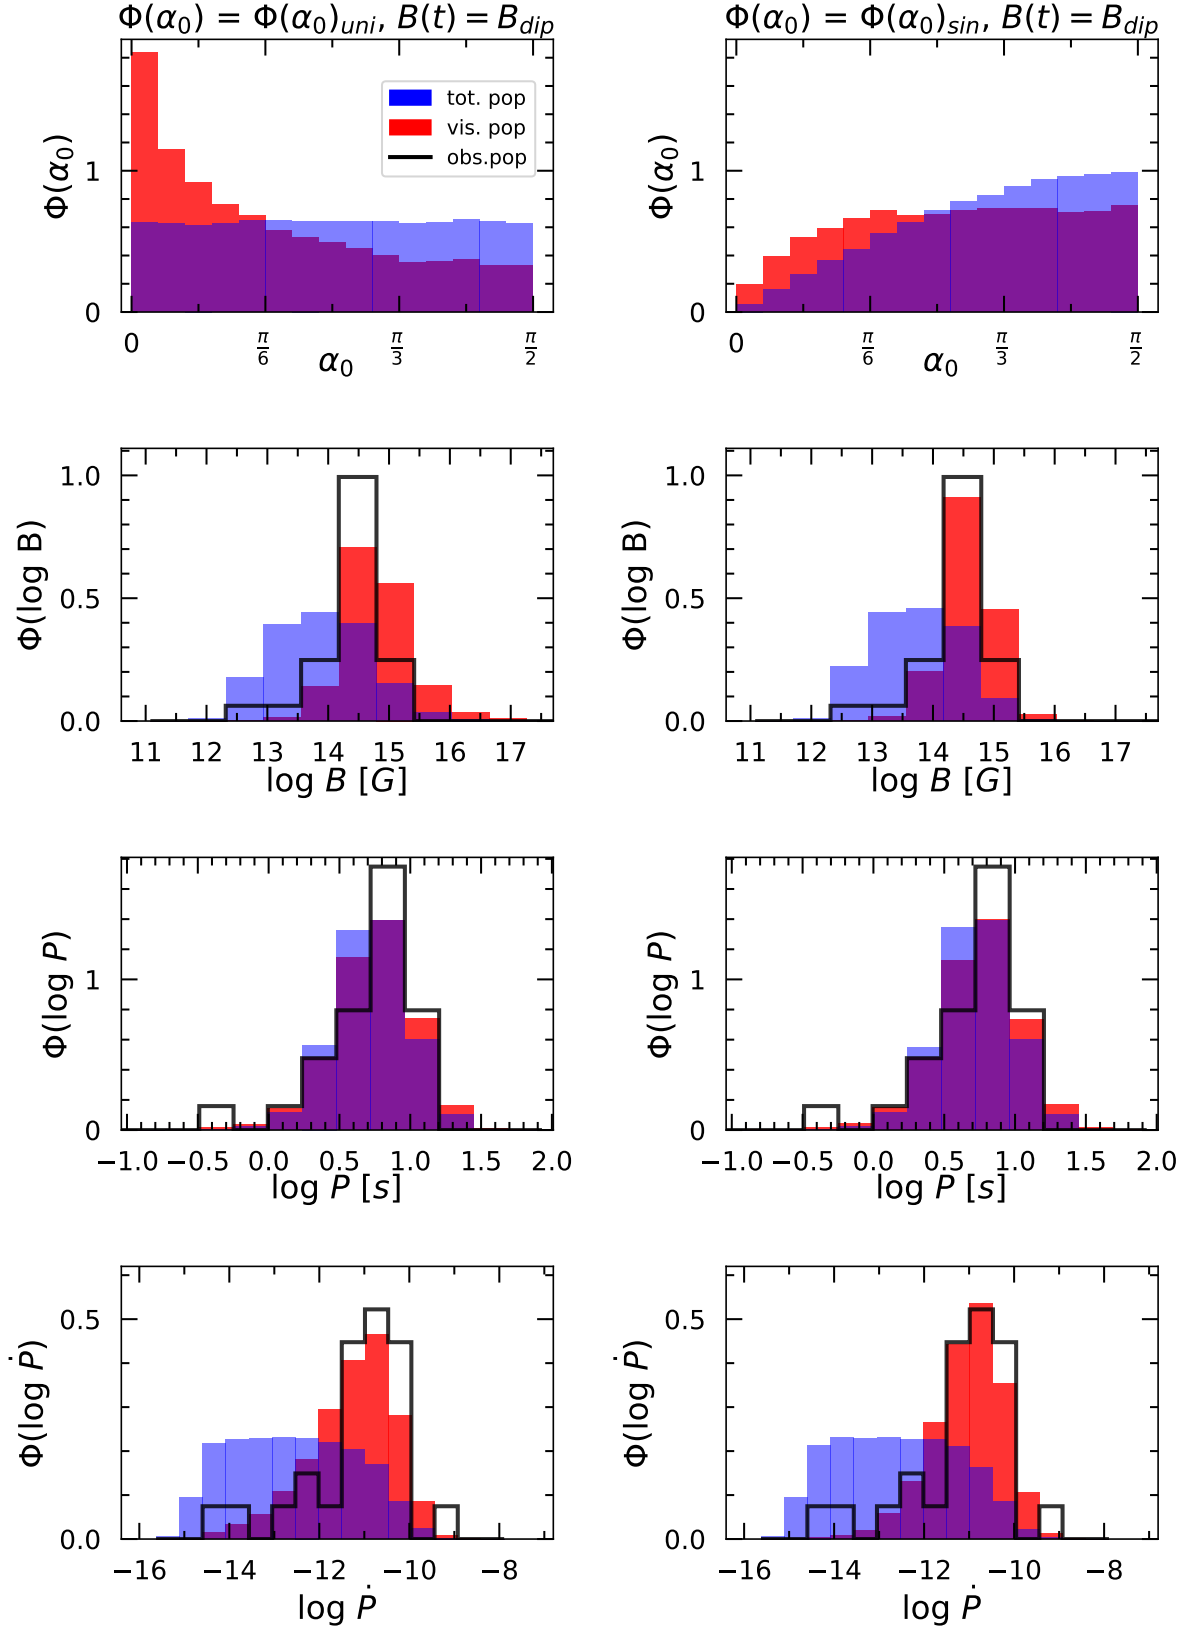 Φ(α₀) = Φ(α₀)uni, B(t) = Bdip
Φ(α₀) = Φ(α₀)sin, B(t) = Bdip
Φ(α₀)
1
0
tot. pop
vis. pop
obs.pop
0 π/6 π/3 π/2
α₀
Φ(α₀)
1
0
0 π/6 π/3 π/2
α₀
Φ(log B)
1.0
0.5
0.0
11 12 13 14 15 16 17
log B [G]
Φ(log B)
1.0
0.5
0.0
11 12 13 14 15 16 17
log B [G]
Φ(log P)
1
0
−1.0 −0.5 0.0 0.5 1.0 1.5 2.0
log P [s]
Φ(log P)
1
0
−1.0 −0.5 0.0 0.5 1.0 1.5 2.0
log P [s]
Φ(log Ṗ)
0.5
0.0
−16 −14 −12 −10 −8
log Ṗ
Φ(log Ṗ)
0.5
0.0
−16 −14 −12 −10 −8
log Ṗ